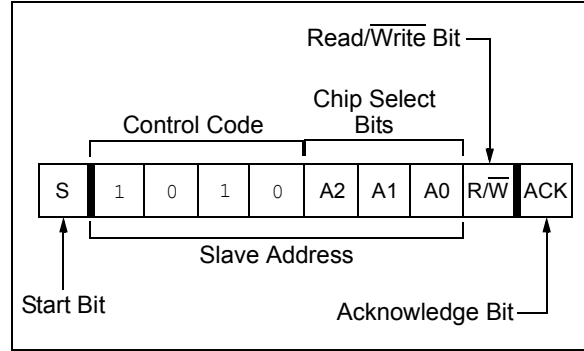 Read/Write Bit
Chip Select
Bits
Control Code
S 1 0 1 0 A2 A1 A0 R/W ACK
Slave Address
Start Bit
Acknowledge Bit